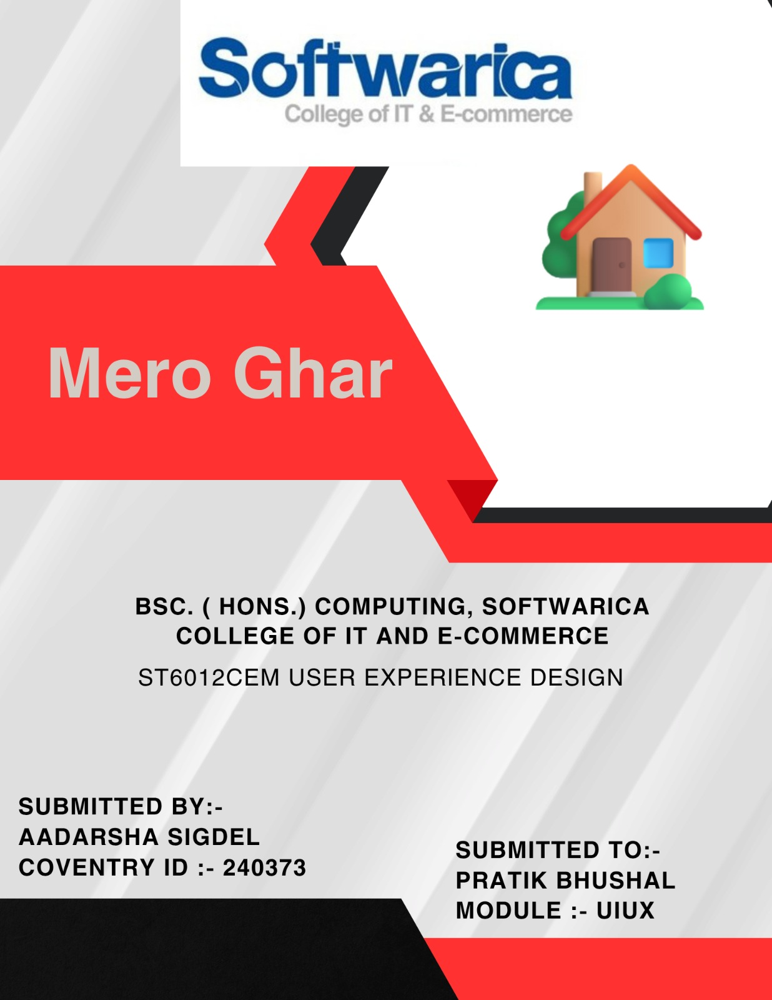 Softwarica
College of IT & E-commerce
Mero Ghar
BSC. ( HONS.) COMPUTING, SOFTWARICA
COLLEGE OF IT AND E-COMMERCE
ST6012CEM USER EXPERIENCE DESIGN
SUBMITTED BY:-
AADARSHA SIGDEL
COVENTRY ID :- 240373
SUBMITTED TO:-
PRATIK BHUSHAL
MODULE :- UIUX